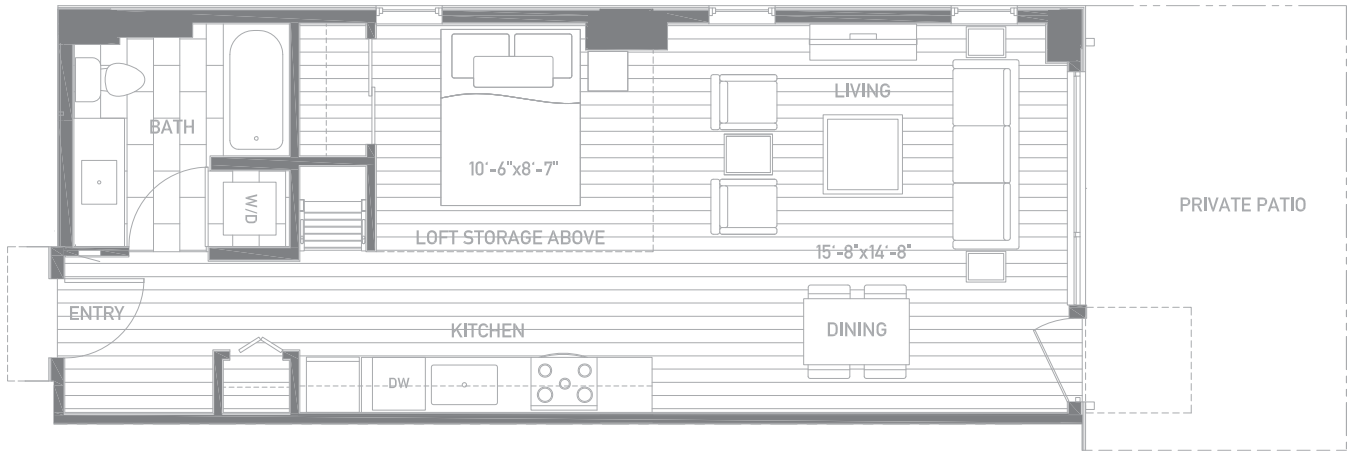 BATH
LIVING
10'-6"x8'-7"
W/D
PRIVATE PATIO
LOFT STORAGE ABOVE
15'-8"x14'-8"
ENTRY
KITCHEN
DINING
DW